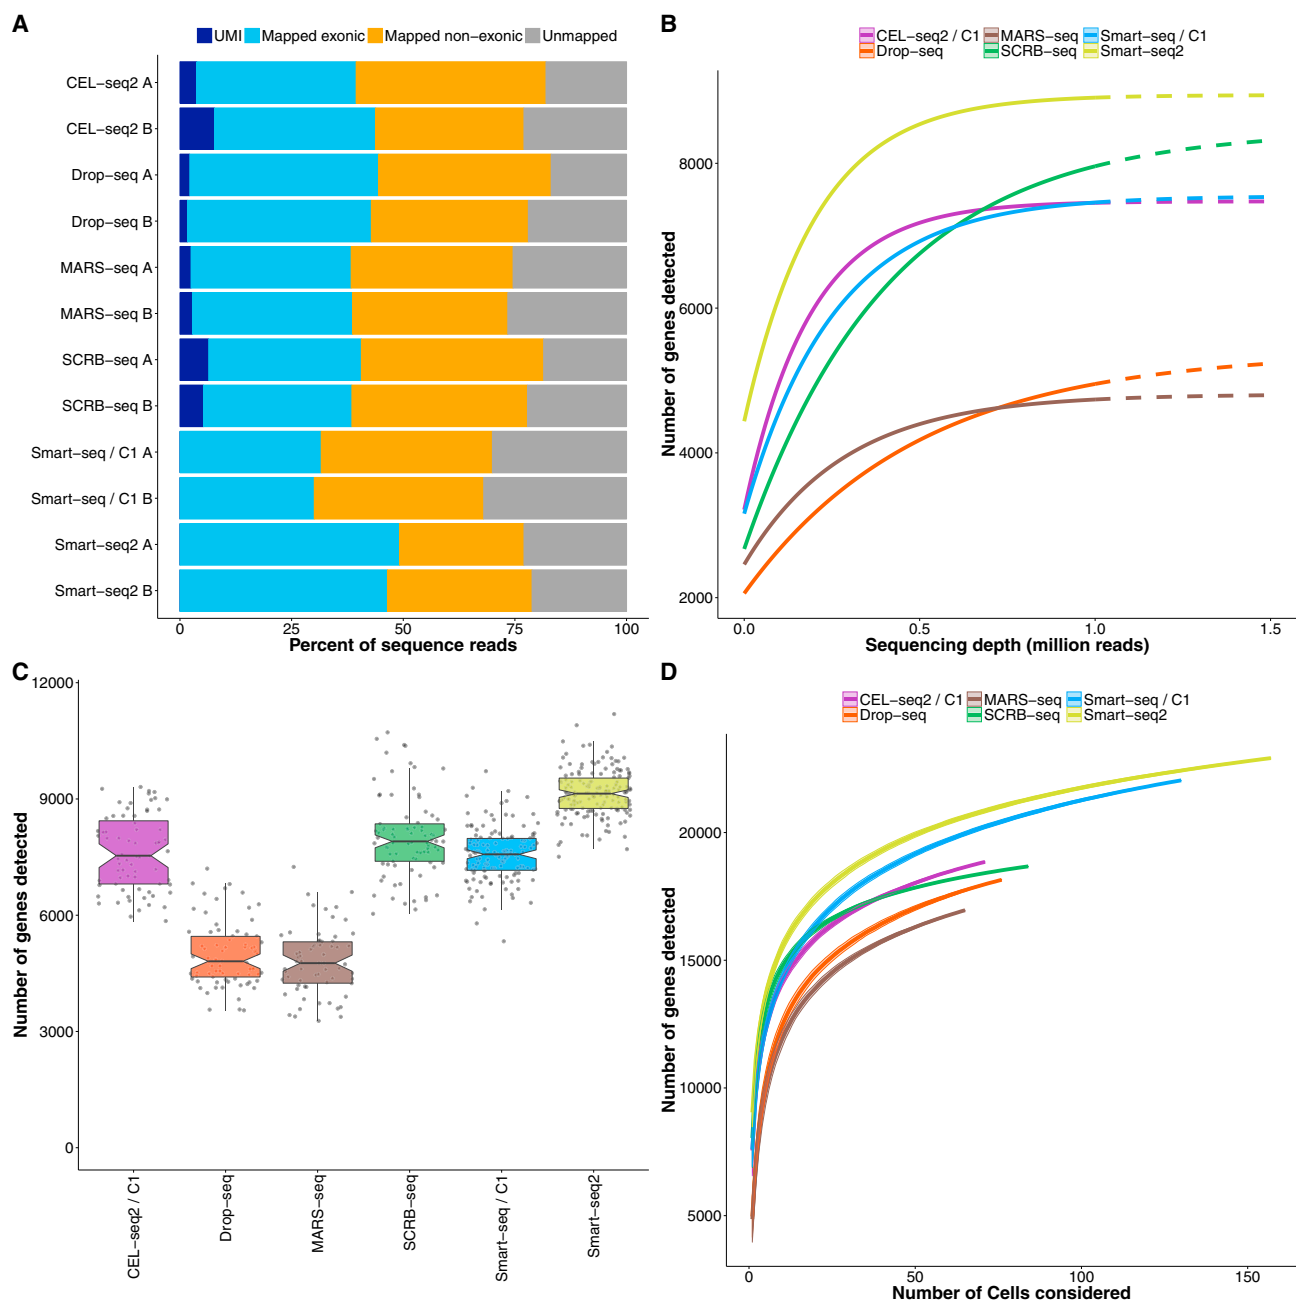 A
UMI Mapped exonic Mapped non−exonic Unmapped
CEL−seq2 A
CEL−seq2 B
Drop−seq A
Drop−seq B
MARS−seq A
MARS−seq B
SCRB−seq A
SCRB−seq B
Smart−seq / C1 A
Smart−seq / C1 B
Smart−seq2 A
Smart−seq2 B
0 25 50 75 100
Percent of sequence reads
B
CEL−seq2 / C1 MARS−seq Smart−seq / C1
Drop−seq SCRB−seq Smart−seq2
Number of genes detected
8000
6000
4000
2000
0.0 0.5 1.0 1.5
Sequencing depth (million reads)
C
Number of genes detected
12000
9000
6000
3000
0
CEL−seq2 / C1
Drop−seq
MARS−seq
SCRB−seq
Smart−seq / C1
Smart−seq2
D
CEL−seq2 / C1 MARS−seq Smart−seq / C1
Drop−seq SCRB−seq Smart−seq2
Number of genes detected
20000
15000
10000
5000
0 50 100 150
Number of Cells considered